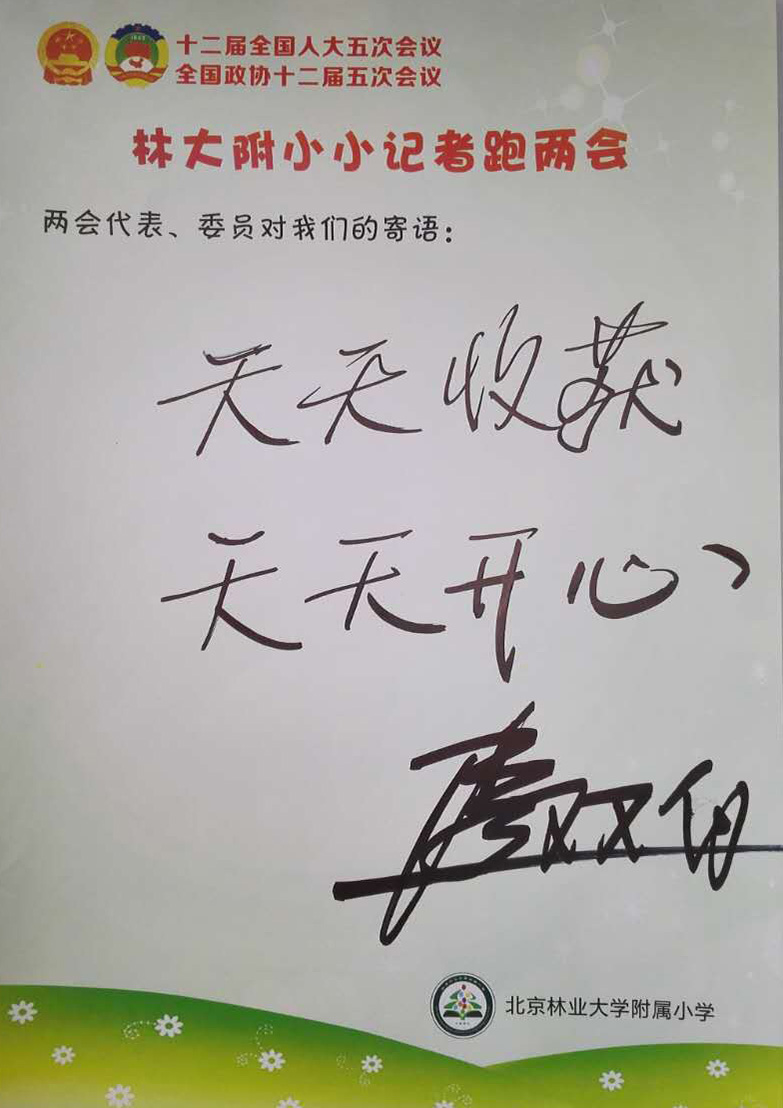 十二届全国人大五次会议
全国政协十二届五次会议
林大附小小记者跑两会
两会代表、委员对我们的寄语：
天天收获
天天开心
北京林业大学附属小学